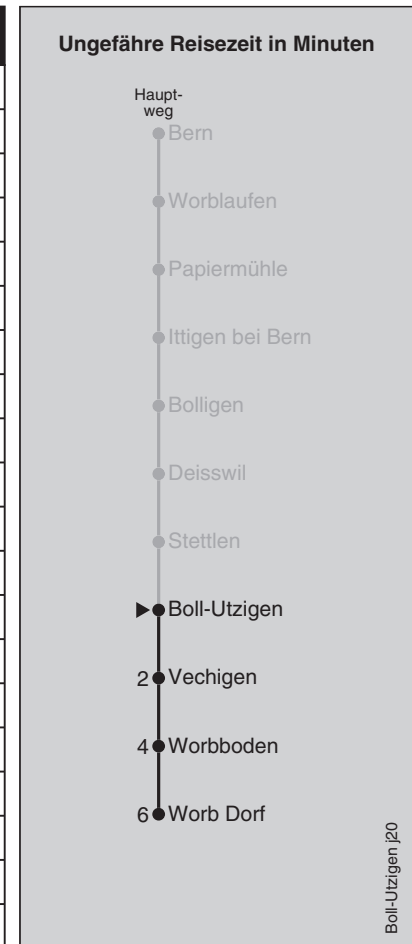 Ungefähre Reisezeit in Minuten
Haupt-
weg
Bern
Worblaufen
Papiermühle
Ittigen bei Bern
Bolligen
Deisswil
Stettlen
Boll-Utzigen
2 Vechigen
4 Worbboden
6 Worb Dorf
Boll-Utzigen j20